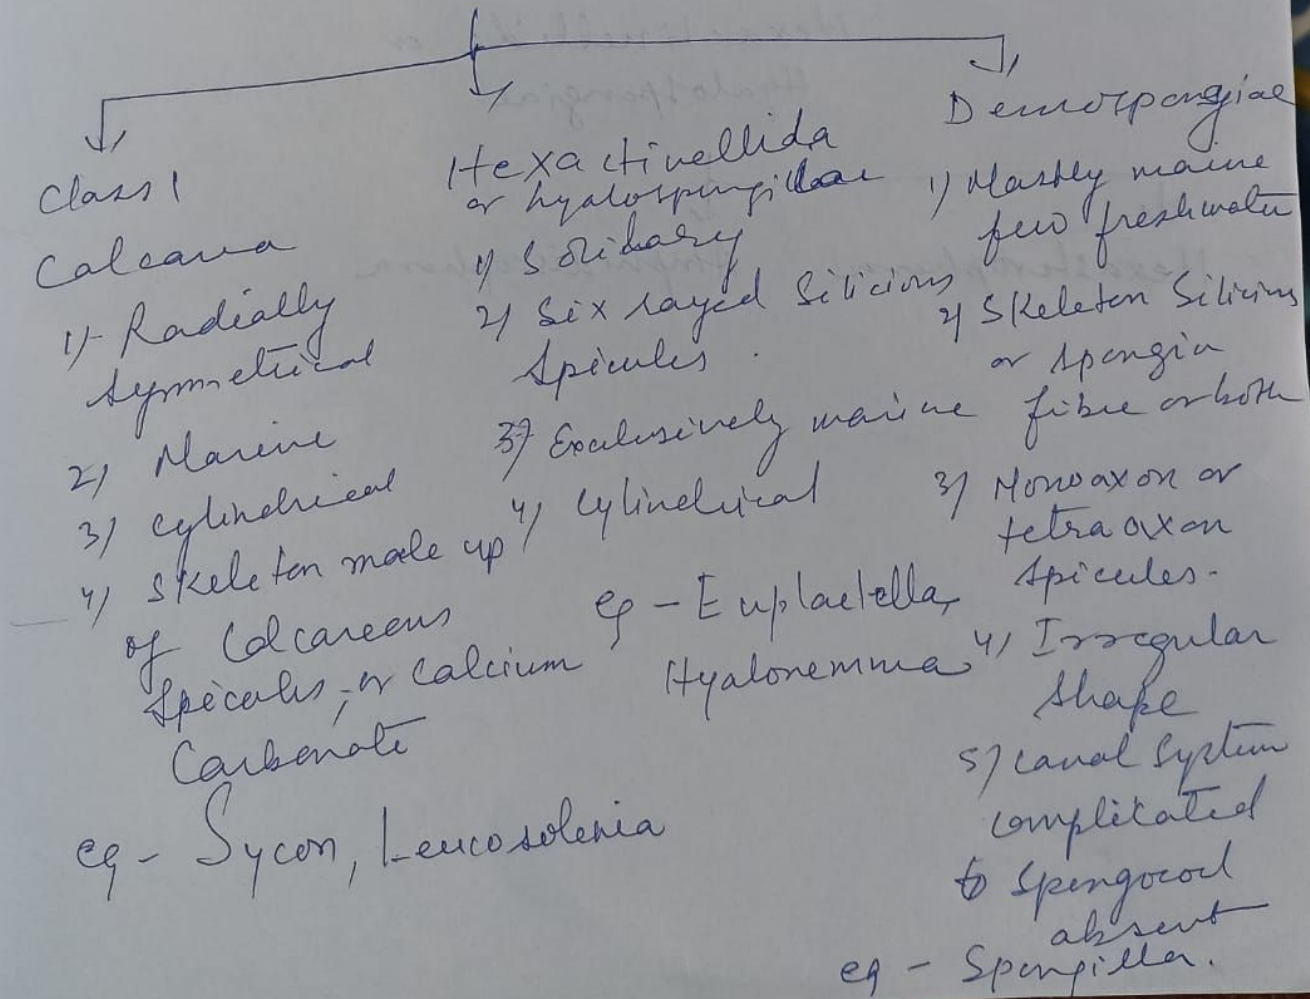 Class 1
Calcarea
1) Radially
symmetrical
2) Marine
3) cylindrical
4) Skeleton made up
of Calcareous
Spicules, or Calcium
Carbonate
eg - Sycon, Leucosolenia
Hexactinellida
or hyalospongillae
1) Solitary
2) Six rayed Silicious
spicules.
3) Exclusively marine
4) Cylindrical
eg - Euplectella,
Hyalonemma
Demospongiae
1) Mostly marine
few freshwater
2) Skeleton Silicious
or spongin
fibre or both
3) Monoaxon or
tetraaxon
spicules.
4) Irregular
shape
5) Canal System
complicated
6 Spongocoel
absent
eg - Spongilla.